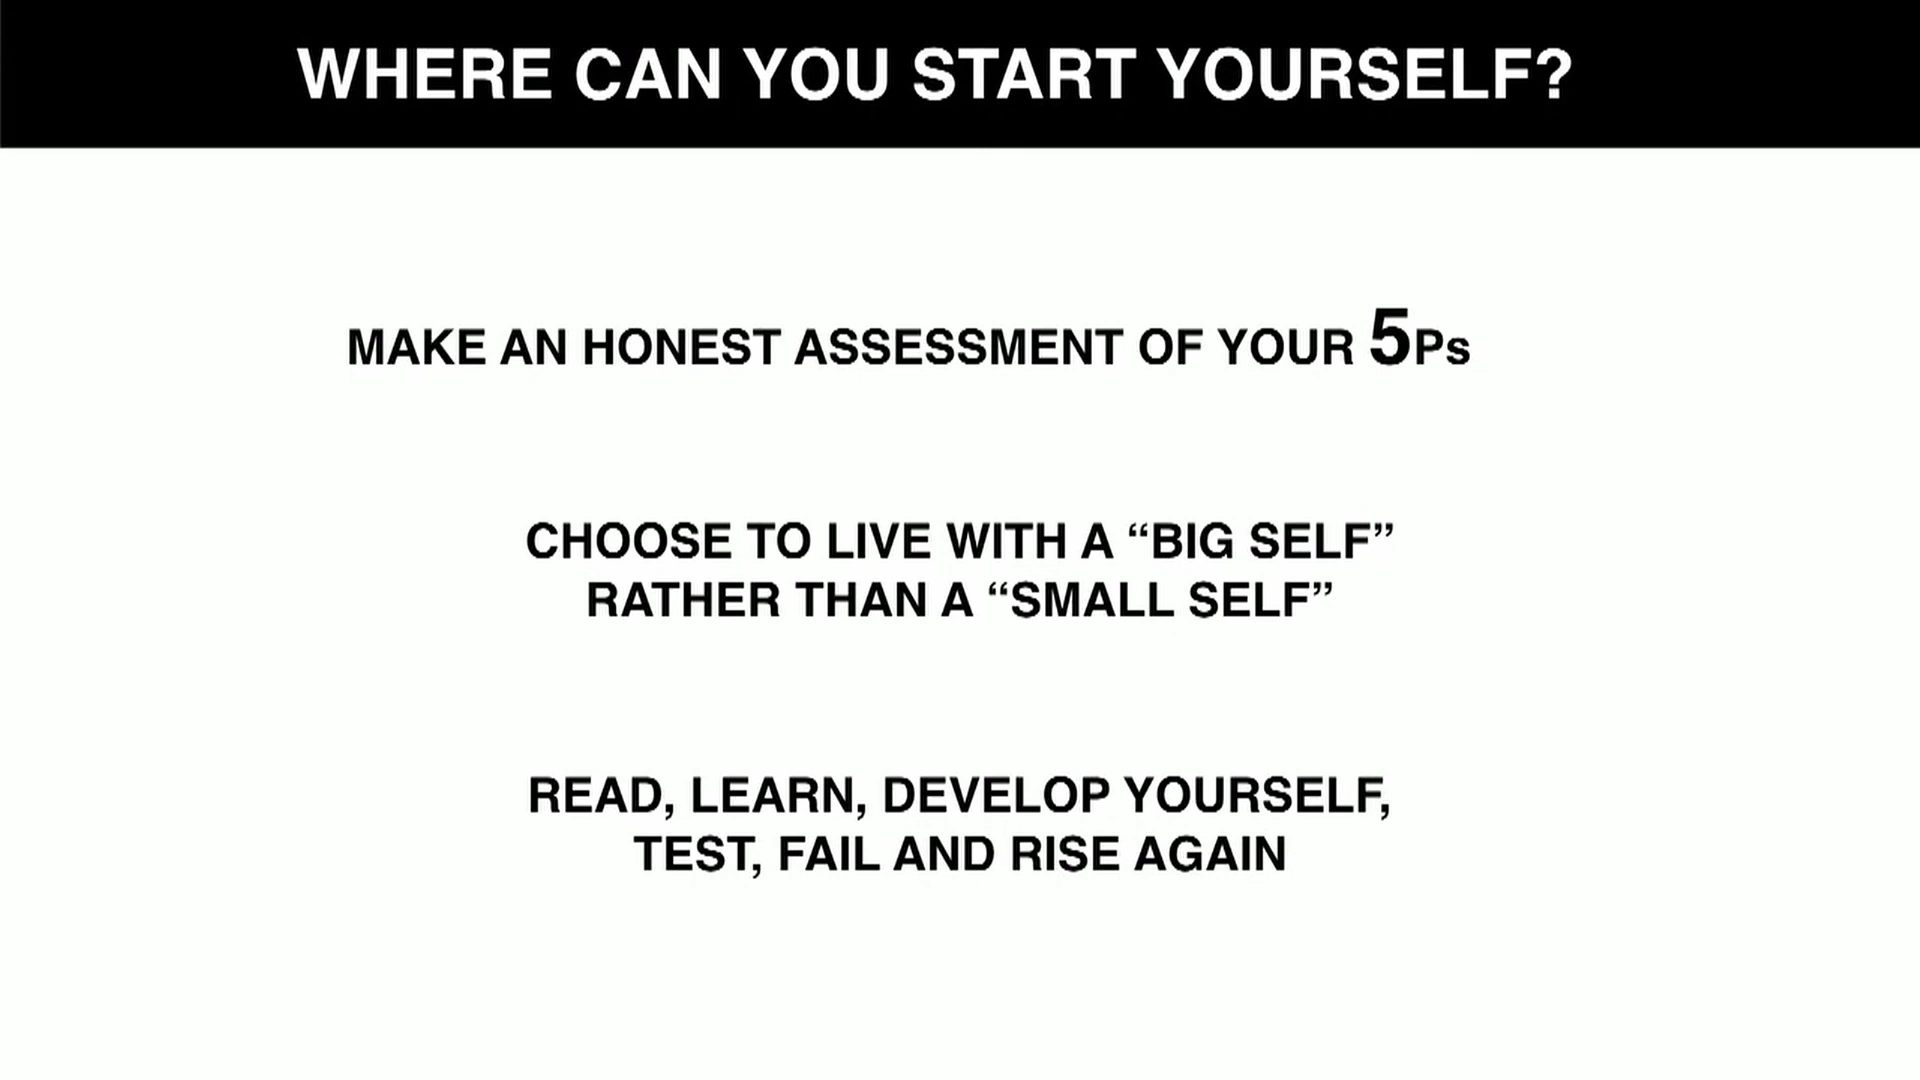 WHERE CAN YOU START YOURSELF?
MAKE AN HONEST ASSESSMENT OF YOUR 5Ps
CHOOSE TO LIVE WITH A “BIG SELF”
RATHER THAN A “SMALL SELF”
READ, LEARN, DEVELOP YOURSELF,
TEST, FAIL AND RISE AGAIN